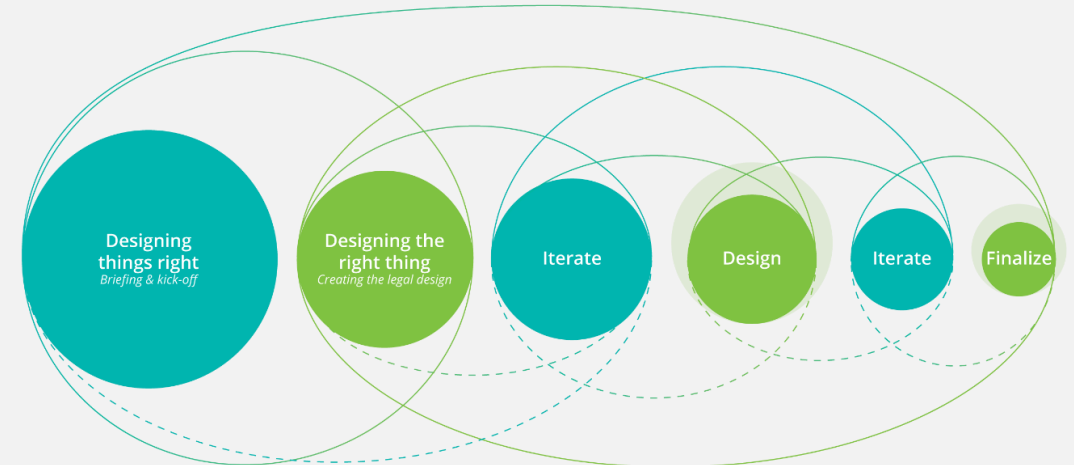 Designing
things right
Briefing & kick-off
Designing the
right thing
Creating the legal design
Iterate
Design
Iterate
Finalize